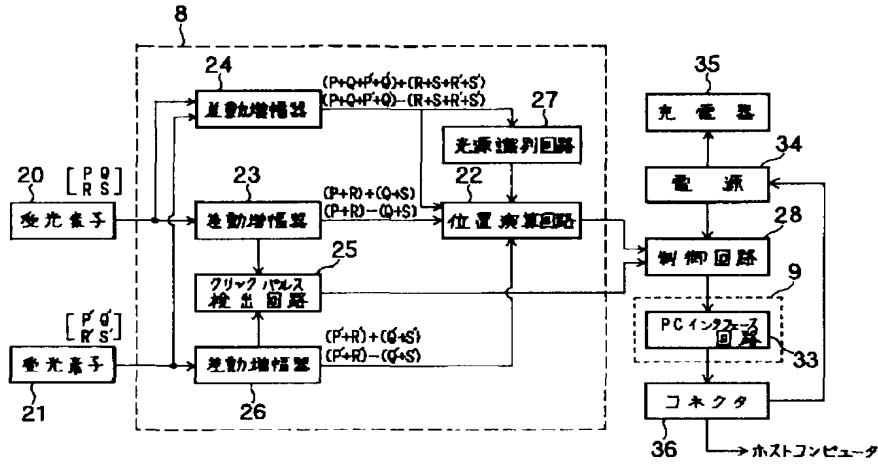 8
24
(P+Q+P'+Q')+(R+S+R'+S')
(P+Q+P'+Q')-(R+S+R'+S')
差動増幅器
27
光源識別回路
35
充電器
34
電源
20
[P Q
R S]
受光素子
23
(P+R)+(Q+S)
(P+R)-(Q+S)
差動増幅器
22
位置演算回路
28
制御回路
25
クリックパルス
検出回路
9
PCインタフェース
回路
33
[P' Q'
R' S']
受光素子
21
(P'+R')+(Q'+S')
(P'+R')-(Q'+S')
差動増幅器
26
コネクタ
36
ホストコンピュータ